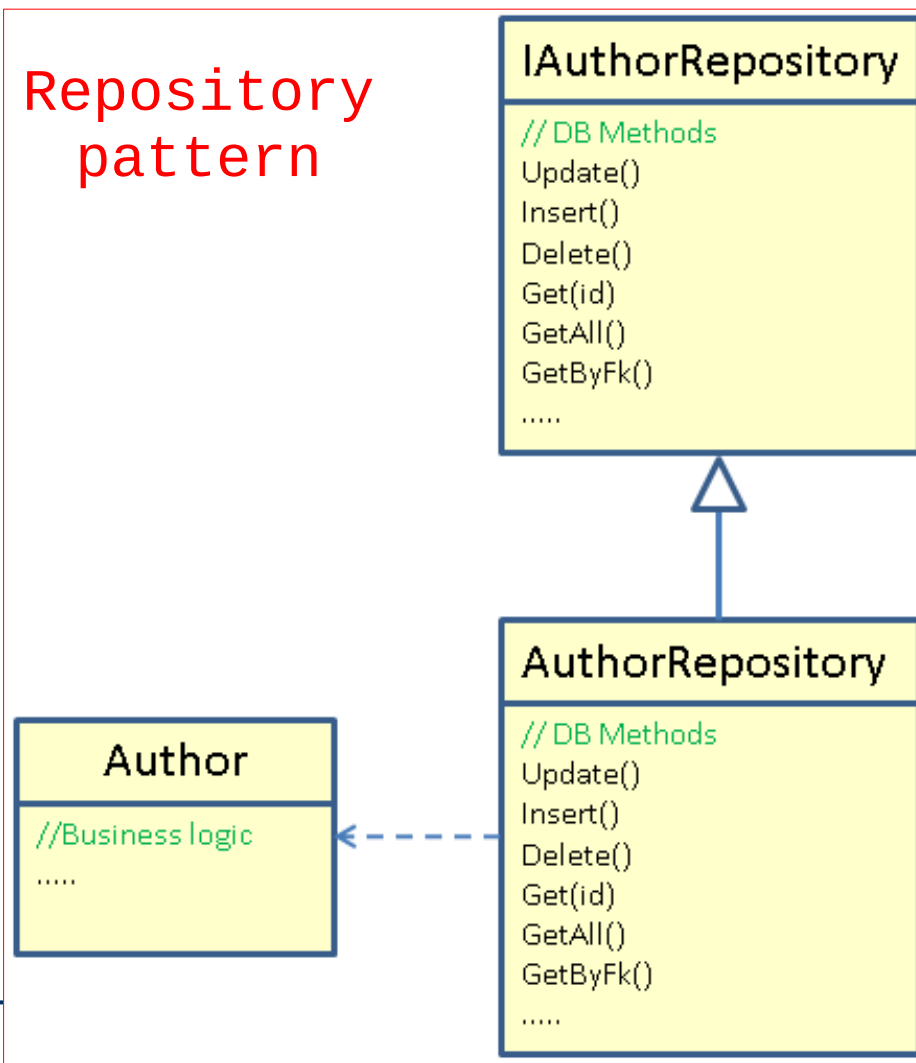 Repository
pattern
IAuthorRepository
// DB Methods
Update()
Insert()
Delete()
Get(id)
GetAll()
GetByFk()
.....
AuthorRepository
// DB Methods
Update()
Insert()
Delete()
Get(id)
GetAll()
GetByFk()
.....
Author
//Business logic
.....